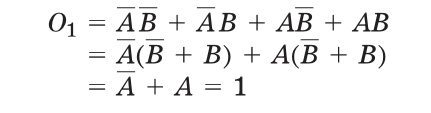 O₁ = A̅B̅ + A̅B + AB̅ + AB
= A̅(B̅ + B) + A(B̅ + B)
= A̅ + A = 1